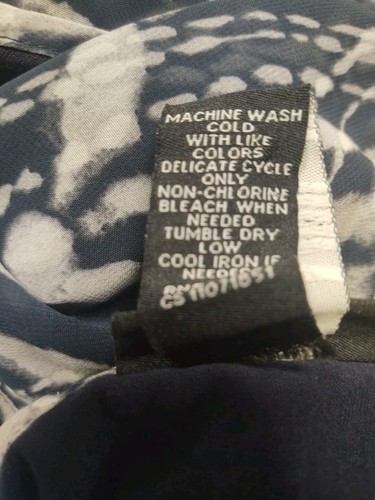 MACHINE WASH
COLD
WITH LIKE
COLORS
DELICATE CYCLE
ONLY
NON-CHLORINE
BLEACH WHEN
NEEDED
TUMBLE DRY
LOW
COOL IRON IF
NEEDED